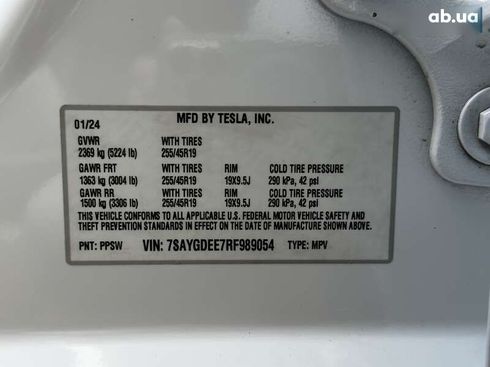 ab.ua
MFD BY TESLA, INC.
01/24
GVWR WITH TIRES
2369 kg (5224 lb) 255/45R19
GAWR FRT WITH TIRES RIM COLD TIRE PRESSURE
1363 kg (3004 lb) 255/45R19 19X9.5J 290 kPa, 42 psi
GAWR RR WITH TIRES RIM COLD TIRE PRESSURE
1500 kg (3306 lb) 255/45R19 19X9.5J 290 kPa, 42 psi
THIS VEHICLE CONFORMS TO ALL APPLICABLE U.S. FEDERAL MOTOR VEHICLE SAFETY AND
THEFT PREVENTION STANDARDS IN EFFECT ON THE DATE OF MANUFACTURE SHOWN ABOVE.
PNT: PPSW VIN: 7SAYGDEE7RF989054 TYPE: MPV